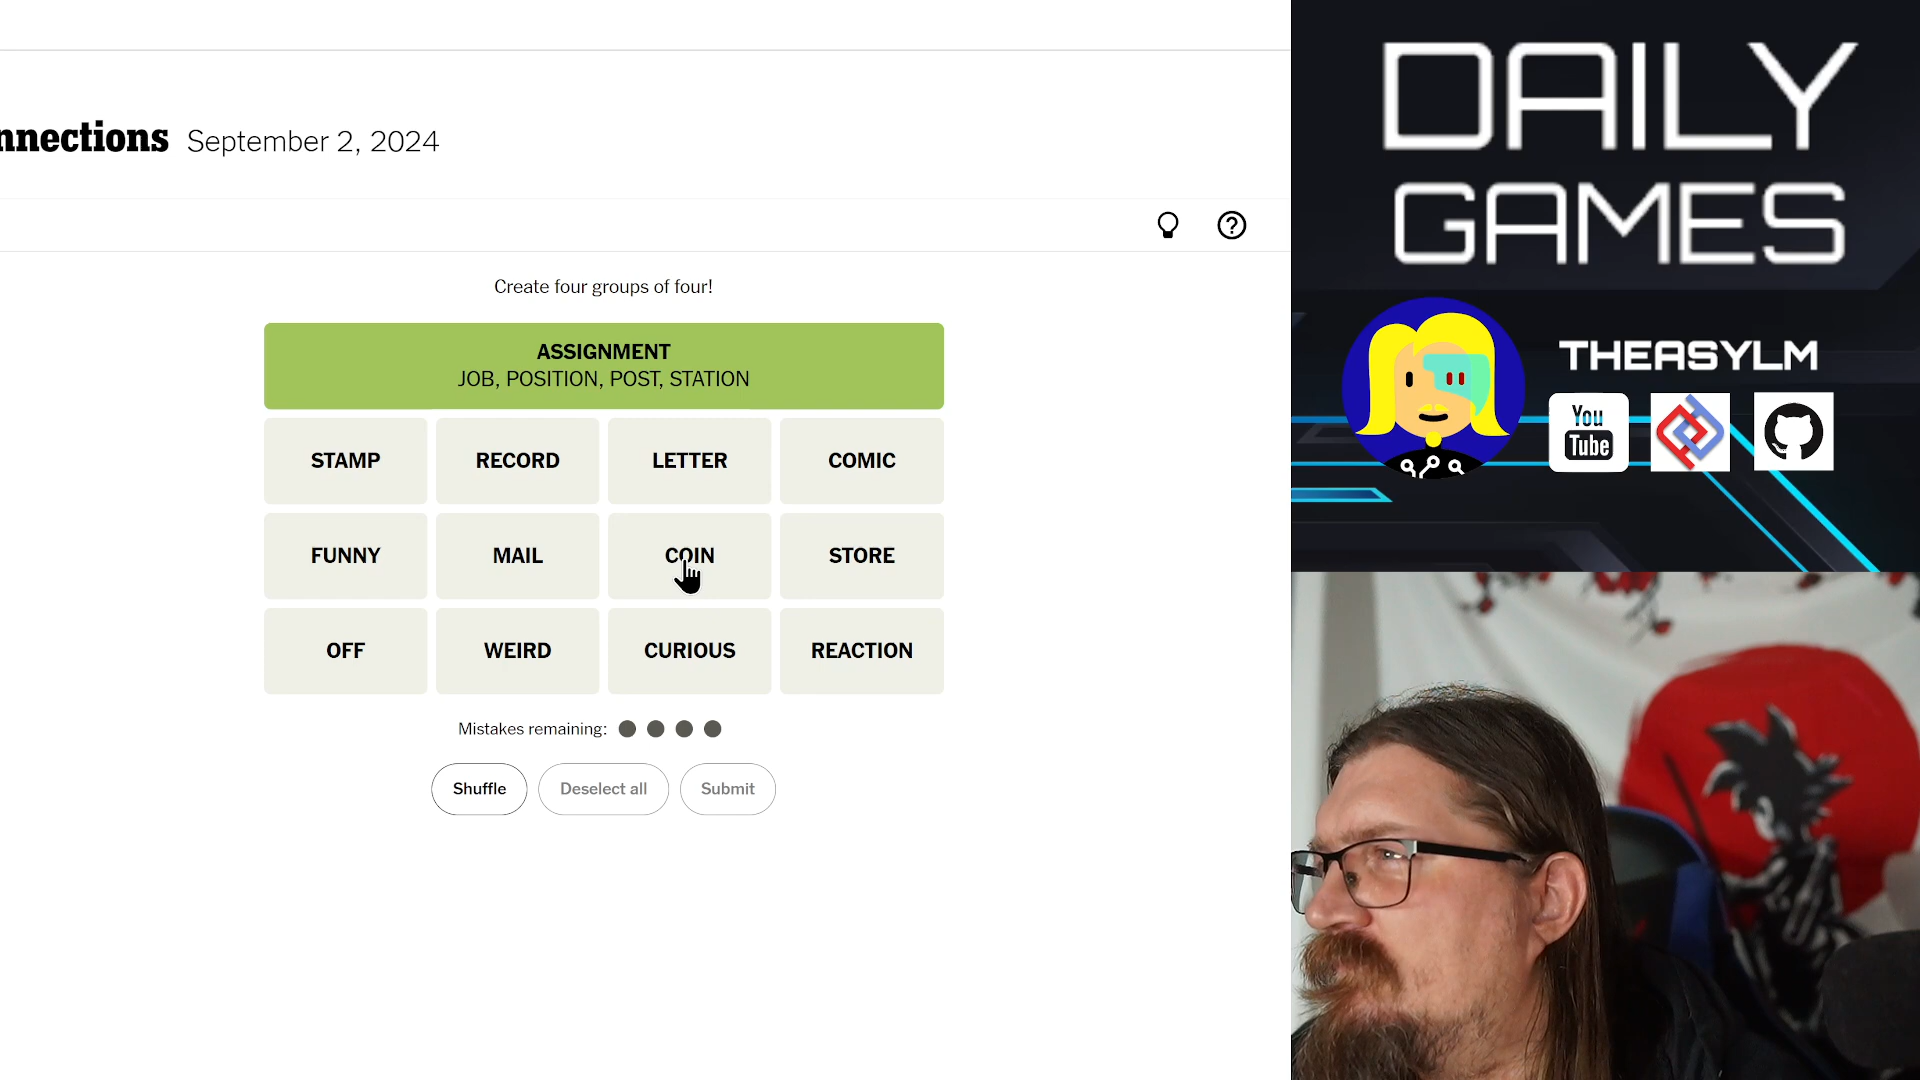 DAILY
GAMES
THEASYLM
You
Tube
nnections September 2, 2024
Create four groups of four!
ASSIGNMENT
JOB, POSITION, POST, STATION
STAMP RECORD LETTER COMIC
FUNNY MAIL COIN STORE
OFF WEIRD CURIOUS REACTION
Mistakes remaining:
Shuffle Deselect all Submit